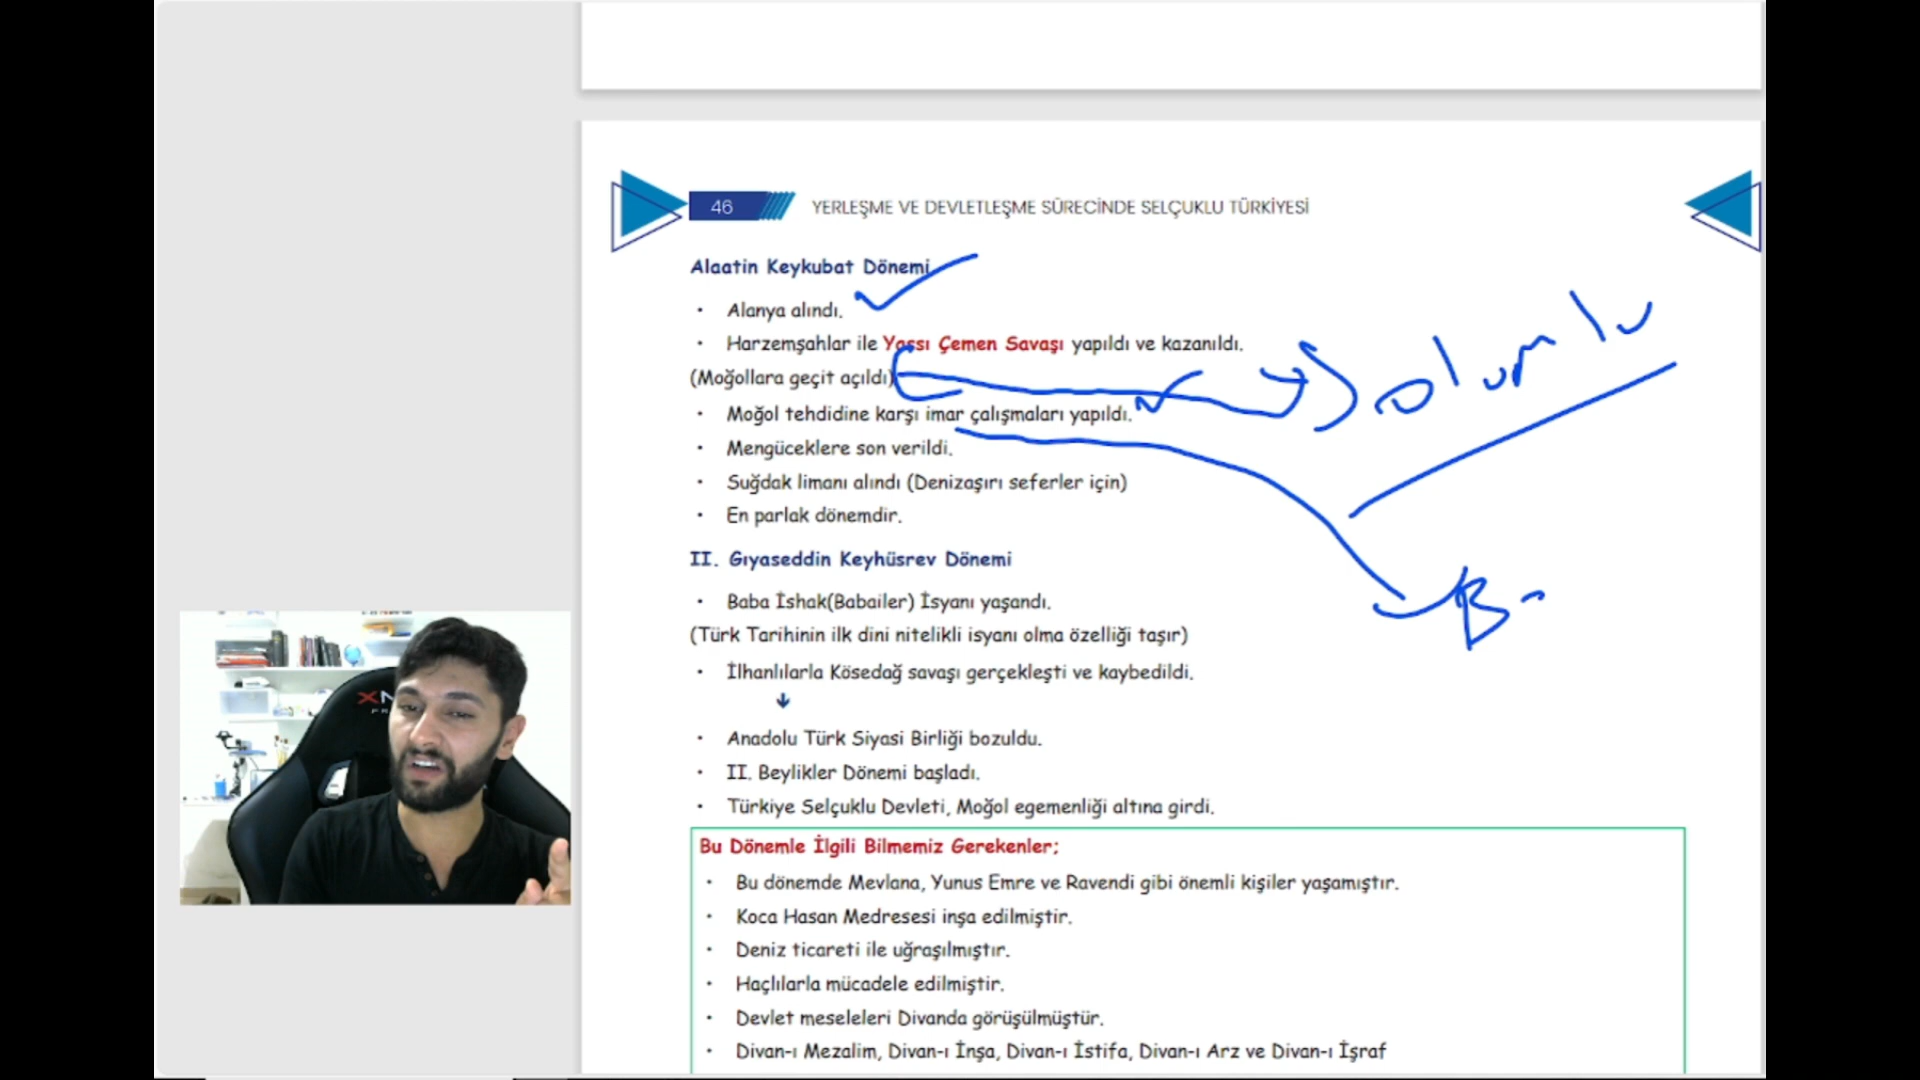 46 YERLEŞME VE DEVLETLEŞME SÜRECİNDE SELÇUKLU TÜRKİYESİ
Alaatin Keykubat Dönemi
• Alanya alındı.
• Harzemşahlar ile Yassı Çemen Savaşı yapıldı ve kazanıldı.
(Moğollara geçit açıldı)
olumlu
• Moğol tehdidine karşı imar çalışmaları yapıldı.
• Mengüceklere son verildi.
• Suğdak limanı alındı (Denizaşırı seferler için)
• En parlak dönemdir.
II. Gıyaseddin Keyhüsrev Dönemi
• Baba İshak(Babailer) İsyanı yaşandı.
B
(Türk Tarihinin ilk dini nitelikli isyanı olma özelliği taşır)
• İlhanlılarla Kösedağ savaşı gerçekleşti ve kaybedildi.
• Anadolu Türk Siyasi Birliği bozuldu.
• II. Beylikler Dönemi başladı.
• Türkiye Selçuklu Devleti, Moğol egemenliği altına girdi.
Bu Dönemle İlgili Bilmemiz Gerekenler;
• Bu dönemde Mevlana, Yunus Emre ve Ravendi gibi önemli kişiler yaşamıştır.
• Koca Hasan Medresesi inşa edilmiştir.
• Deniz ticareti ile uğraşılmıştır.
• Haçlılarla mücadele edilmiştir.
• Devlet meseleleri Divanda görüşülmüştür.
• Divan-ı Mezalim, Divan-ı İnşa, Divan-ı İstifa, Divan-ı Arz ve Divan-ı İşraf